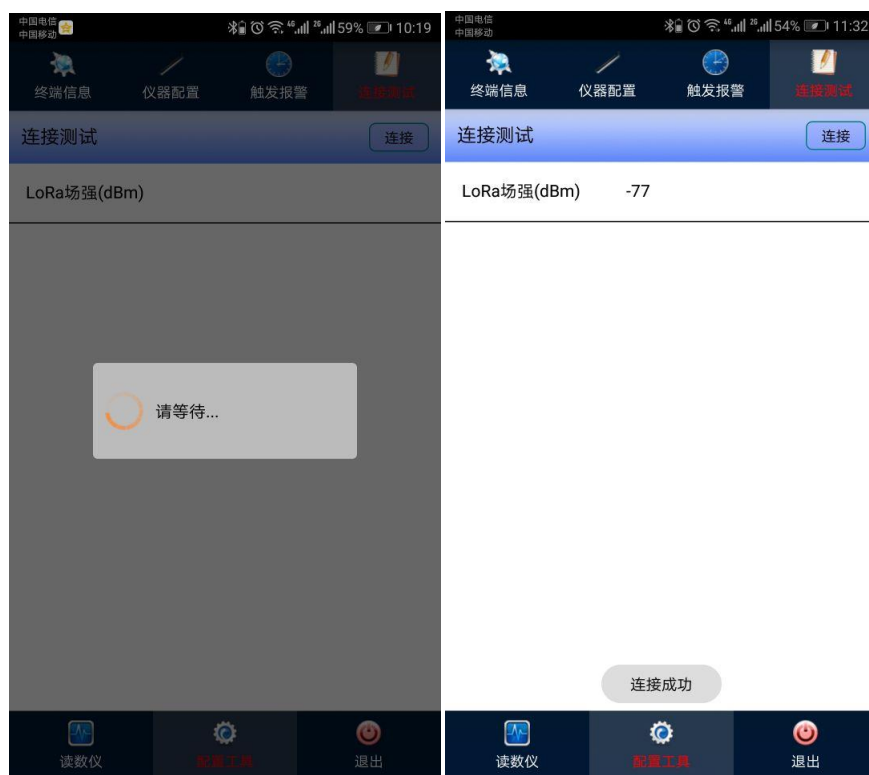 中国电信
中国移动
46 26 59% 10:19
终端信息 仪器配置 触发报警 连接测试
连接测试 连接
LoRa场强(dBm)
请等待...
读数仪 配置工具 退出
中国电信
中国移动
46 26 54% 11:32
终端信息 仪器配置 触发报警 连接测试
连接测试 连接
LoRa场强(dBm) -77
连接成功
读数仪 配置工具 退出